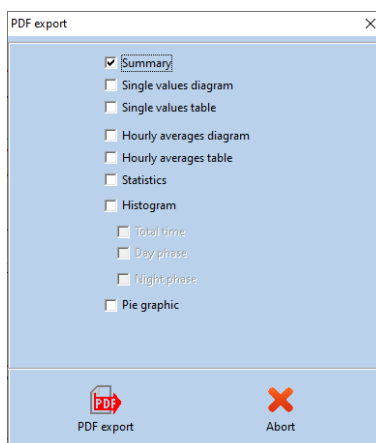 PDF export
Summary
Single values diagram
Single values table
Hourly averages diagram
Hourly averages table
Statistics
Histogram
Total time
Day phase
Night phase
Pie graphic
PDF
PDF export
Abort